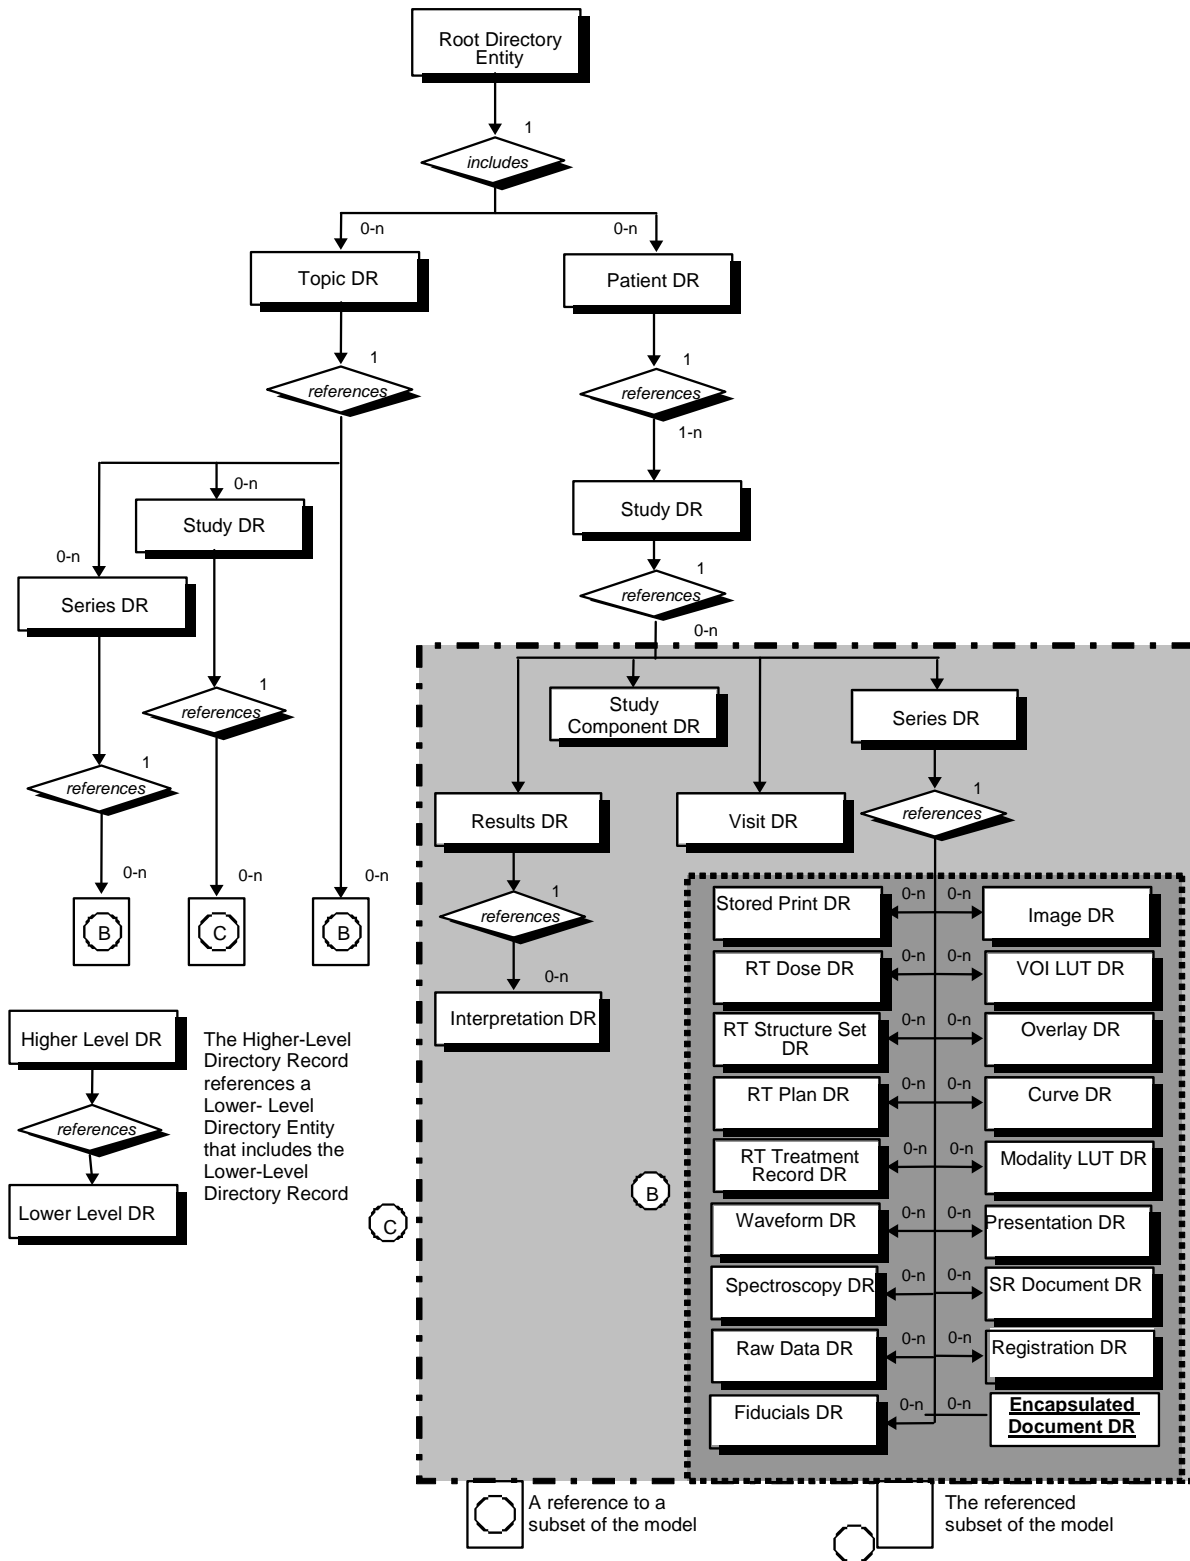 Root Directory
Entity
1
includes
0-n
0-n
Topic DR
Patient DR
1
references
1
references
1-n
0-n
Study DR
Study DR
0-n
Series DR
1
references
0-n
1
references
1
references
Study
Component DR
Series DR
Results DR
Visit DR
1
references
0-n
0-n
0-n
B
C
B
1
references
0-n
Interpretation DR
Stored Print DR
0-n
0-n
Image DR
RT Dose DR
0-n
0-n
VOI LUT DR
RT Structure Set
DR
0-n
0-n
Overlay DR
RT Plan DR
0-n
0-n
Curve DR
RT Treatment
Record DR
0-n
0-n
Modality LUT DR
Waveform DR
0-n
0-n
Presentation DR
Spectroscopy DR
0-n
0-n
SR Document DR
Raw Data DR
0-n
0-n
Registration DR
Fiducials DR
0-n
0-n
Encapsulated
Document DR
B
C
Higher Level DR
references
Lower Level DR
The Higher-Level
Directory Record
references a
Lower- Level
Directory Entity
that includes the
Lower-Level
Directory Record
A reference to a
subset of the model
The referenced
subset of the model